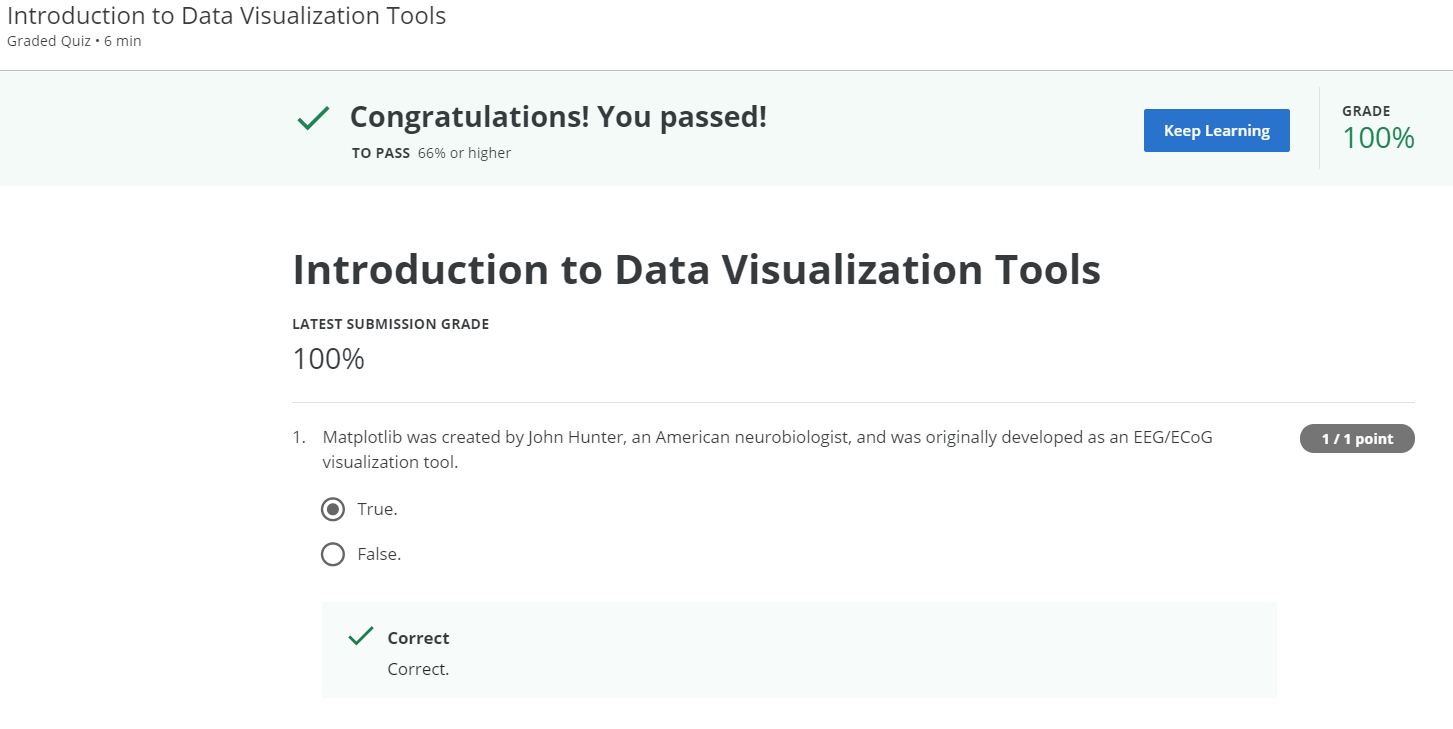 Introduction to Data Visualization Tools
Graded Quiz • 6 min
Congratulations! You passed!
TO PASS 66% or higher
Keep Learning
GRADE
100%
Introduction to Data Visualization Tools
LATEST SUBMISSION GRADE
100%
1. Matplotlib was created by John Hunter, an American neurobiologist, and was originally developed as an EEG/ECoG
visualization tool.
1 / 1 point
True.
False.
Correct
Correct.